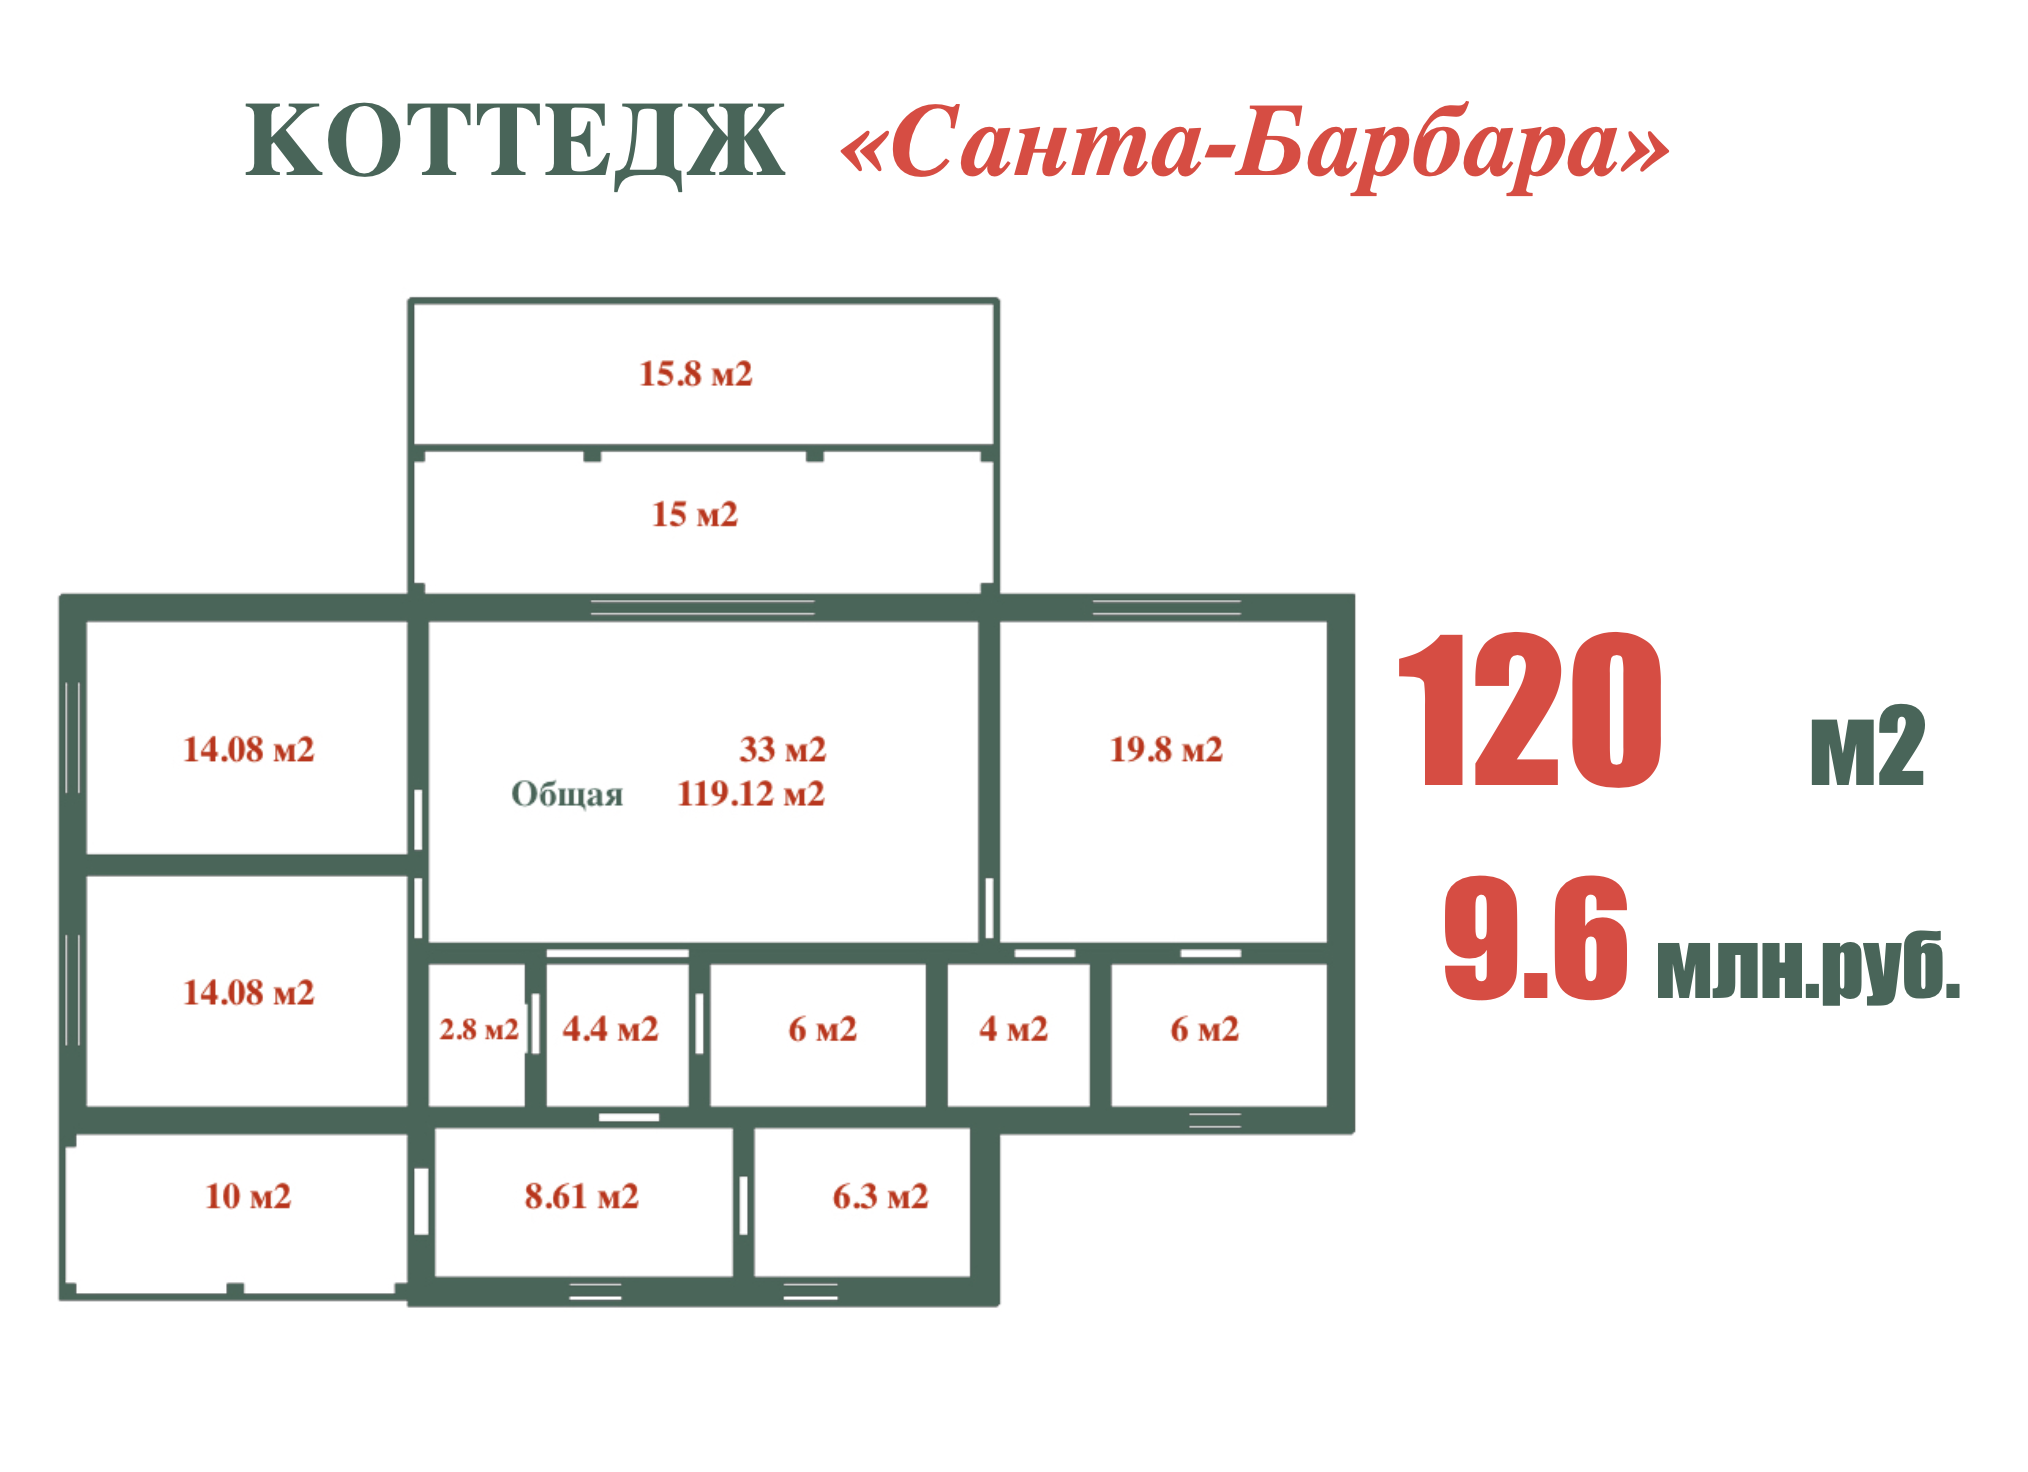 КОТТЕДЖ «Санта-Барбара»
15.8 м2
15 м2
14.08 м2
33 м2
19.8 м2
Общая 119.12 м2
120 м2
9.6 млн.руб.
14.08 м2
2.8 м2
4.4 м2
6 м2
4 м2
6 м2
10 м2
8.61 м2
6.3 м2